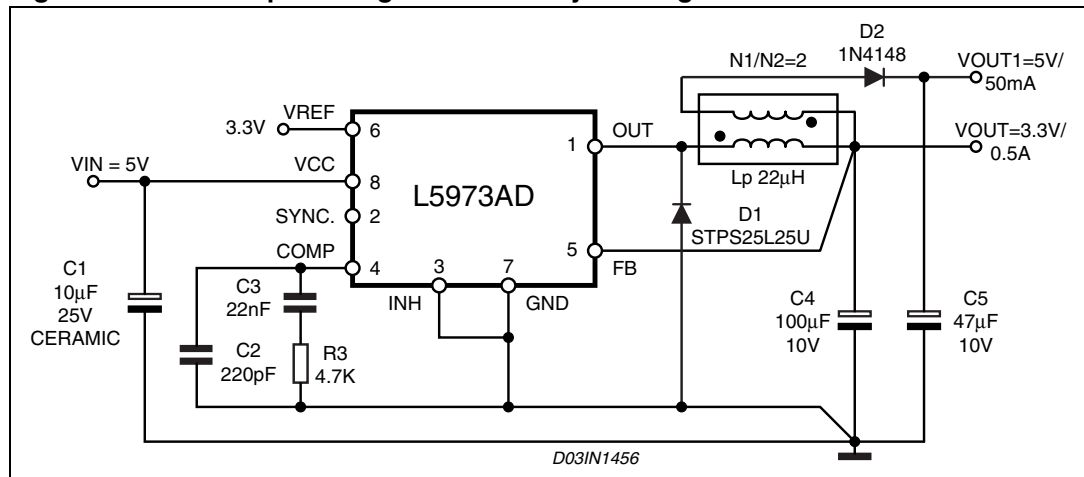 D2
1N4148
N1/N2=2
VOUT1=5V/
50mA
VREF
3.3V
6
1
OUT
VOUT=3.3V/
0.5A
VIN = 5V
VCC
8
L5973AD
Lp 22µH
SYNC.
2
D1
STPS25L25U
COMP
4
3
7
5
FB
INH
GND
C1
10µF
25V
CERAMIC
C3
22nF
C2
220pF
R3
4.7K
C4
100µF
10V
C5
47µF
10V
D03IN1456